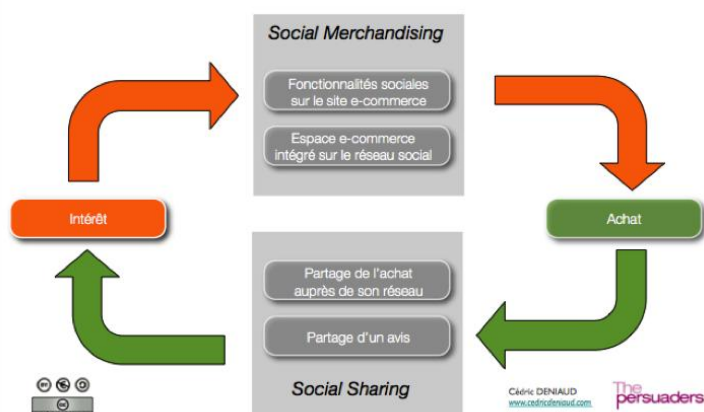 Social Merchandising
Fonctionnalités sociales
sur le site e-commerce
Espace e-commerce
intégré sur le réseau social
Intérêt
Achat
Partage de l'achat
auprès de son réseau
Partage d'un avis
Social Sharing
Cédric DENIAUD
www.cedricdeniaud.com
The
persuaders